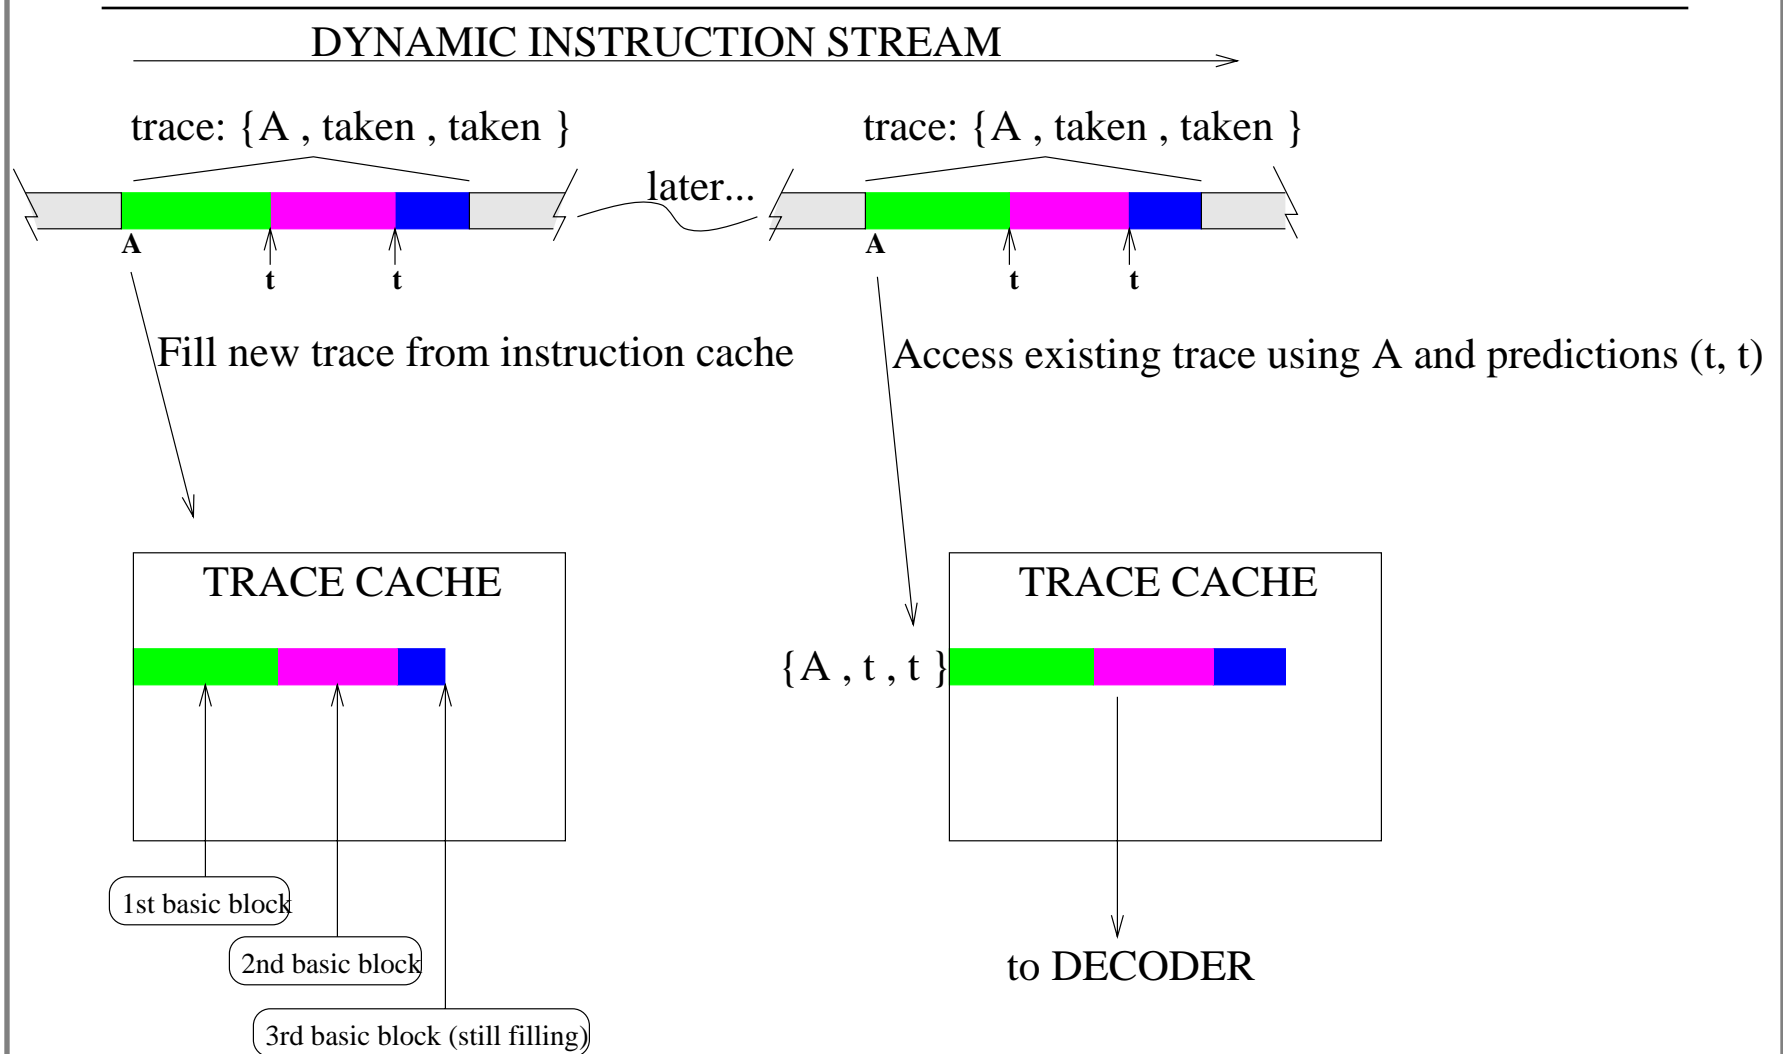 DYNAMIC INSTRUCTION STREAM
trace: {A , taken , taken }
trace: {A , taken , taken }
later...
A
t
t
A
t
t
Fill new trace from instruction cache
Access existing trace using A and predictions (t, t)
TRACE CACHE
TRACE CACHE
{A , t , t }
1st basic block
2nd basic block
to DECODER
3rd basic block (still filling)